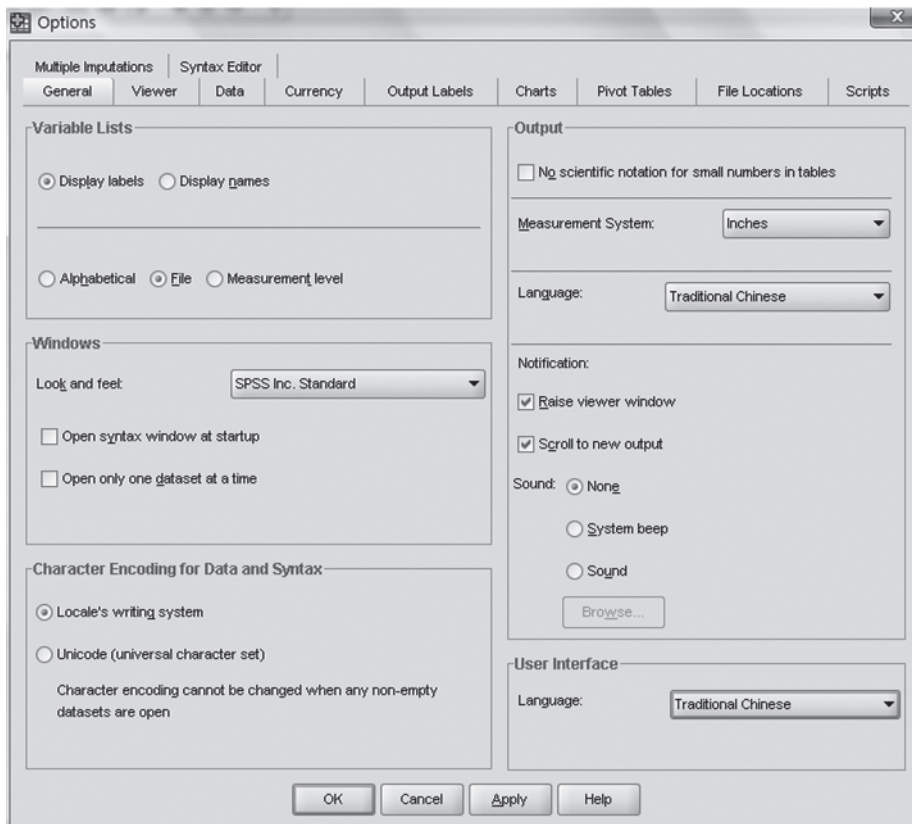 Options
Multiple Imputations
Syntax Editor
General
Viewer
Data
Currency
Output Labels
Charts
Pivot Tables
File Locations
Scripts
Variable Lists
Display labels
Display names
Alphabetical
File
Measurement level
Windows
Look and feel:
SPSS Inc. Standard
Open syntax window at startup
Open only one dataset at a time
Character Encoding for Data and Syntax
Locale's writing system
Unicode (universal character set)
Character encoding cannot be changed when any non-empty
datasets are open
Output
No scientific notation for small numbers in tables
Measurement System:
Inches
Language:
Traditional Chinese
Notification:
Raise viewer window
Scroll to new output
Sound:
None
System beep
Sound
Browse...
User Interface
Language:
Traditional Chinese
OK
Cancel
Apply
Help